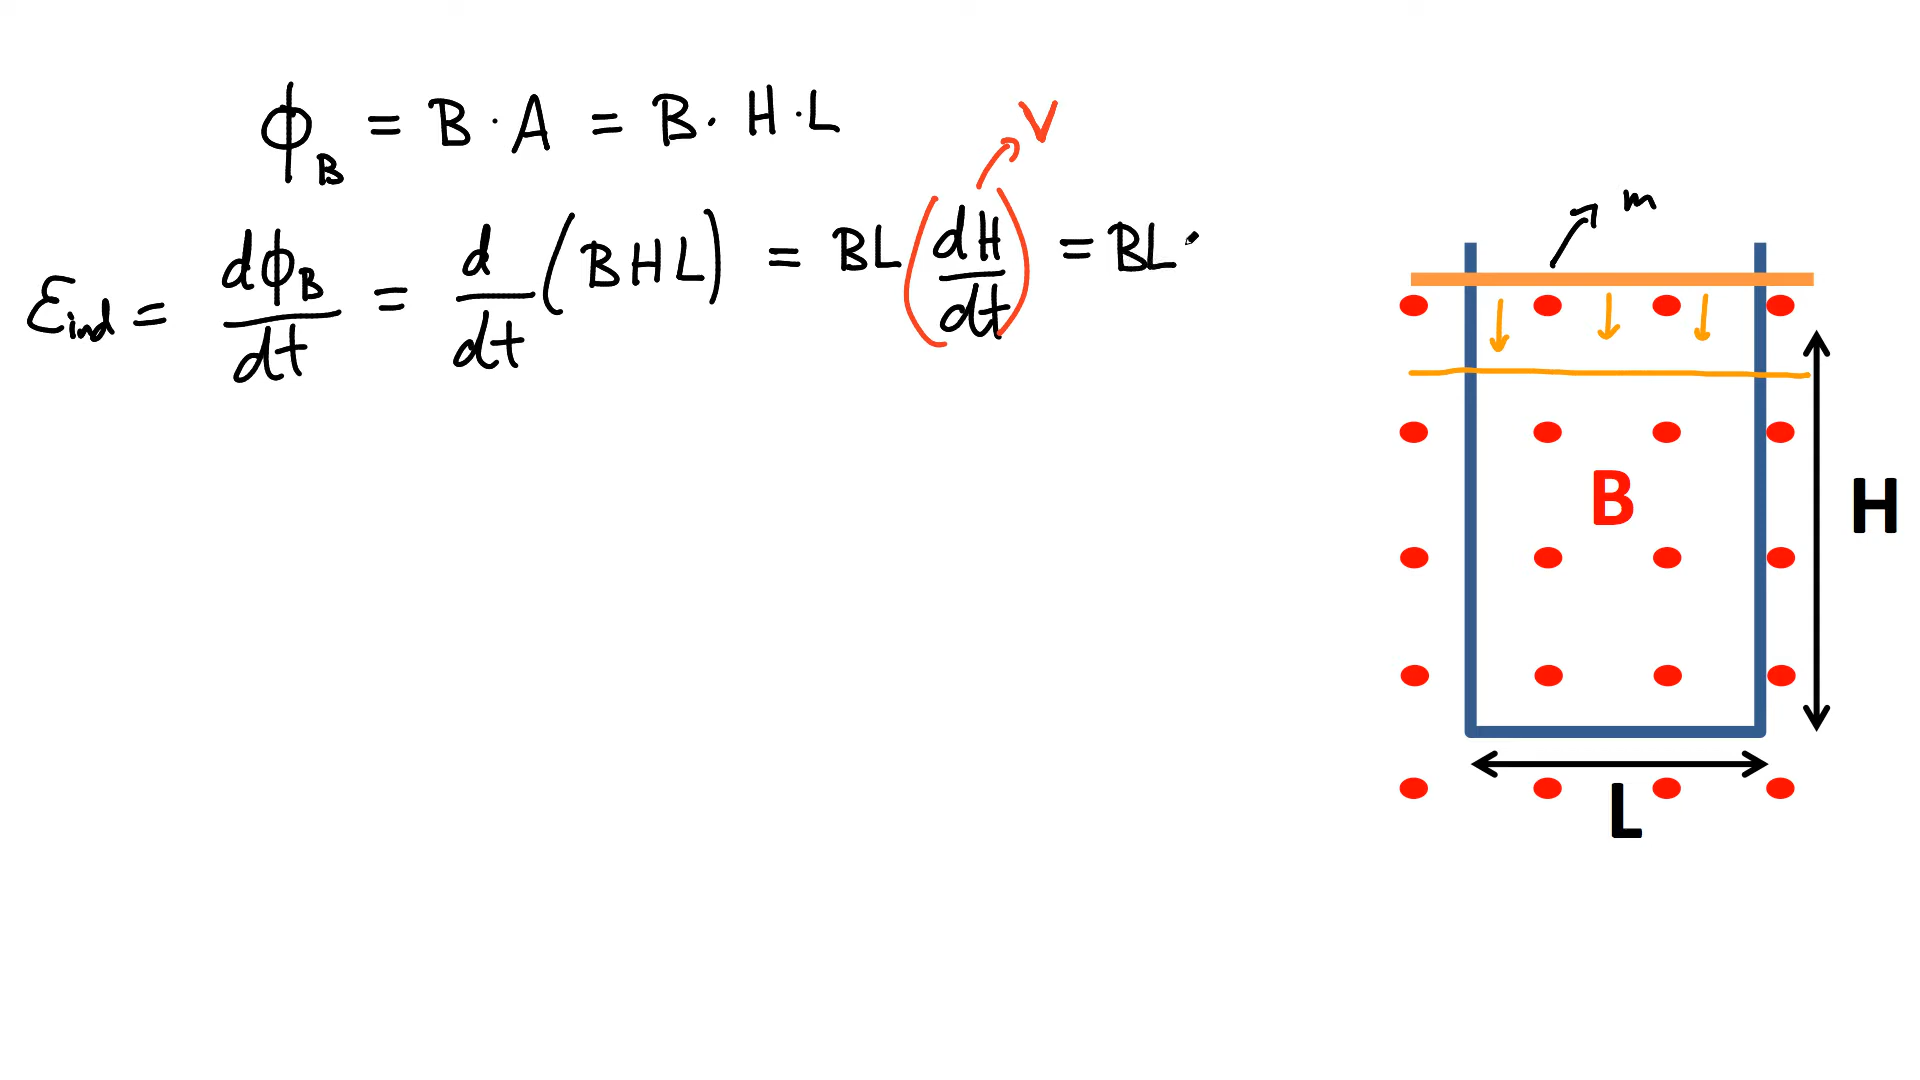 ϕ_B = B · A = B · H · L
V
ε_ind = dϕ_B/dt = d/dt (BHL) = BL (dH/dt) = BL ·
m
B
H
L